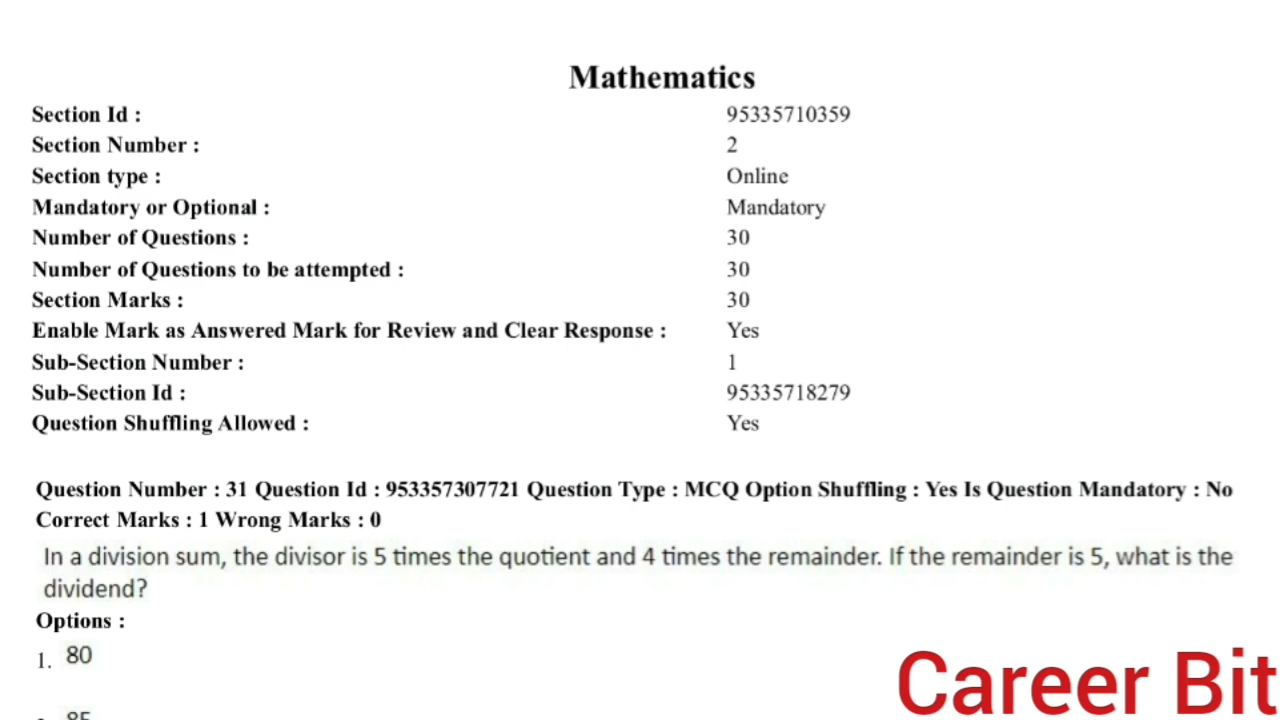 Mathematics
Section Id : 95335710359
Section Number : 2
Section type : Online
Mandatory or Optional : Mandatory
Number of Questions : 30
Number of Questions to be attempted : 30
Section Marks : 30
Enable Mark as Answered Mark for Review and Clear Response : Yes
Sub-Section Number : 1
Sub-Section Id : 95335718279
Question Shuffling Allowed : Yes
Question Number : 31 Question Id : 953357307721 Question Type : MCQ Option Shuffling : Yes Is Question Mandatory : No
Correct Marks : 1 Wrong Marks : 0
In a division sum, the divisor is 5 times the quotient and 4 times the remainder. If the remainder is 5, what is the
dividend?
Options :
1. 80
Career Bit